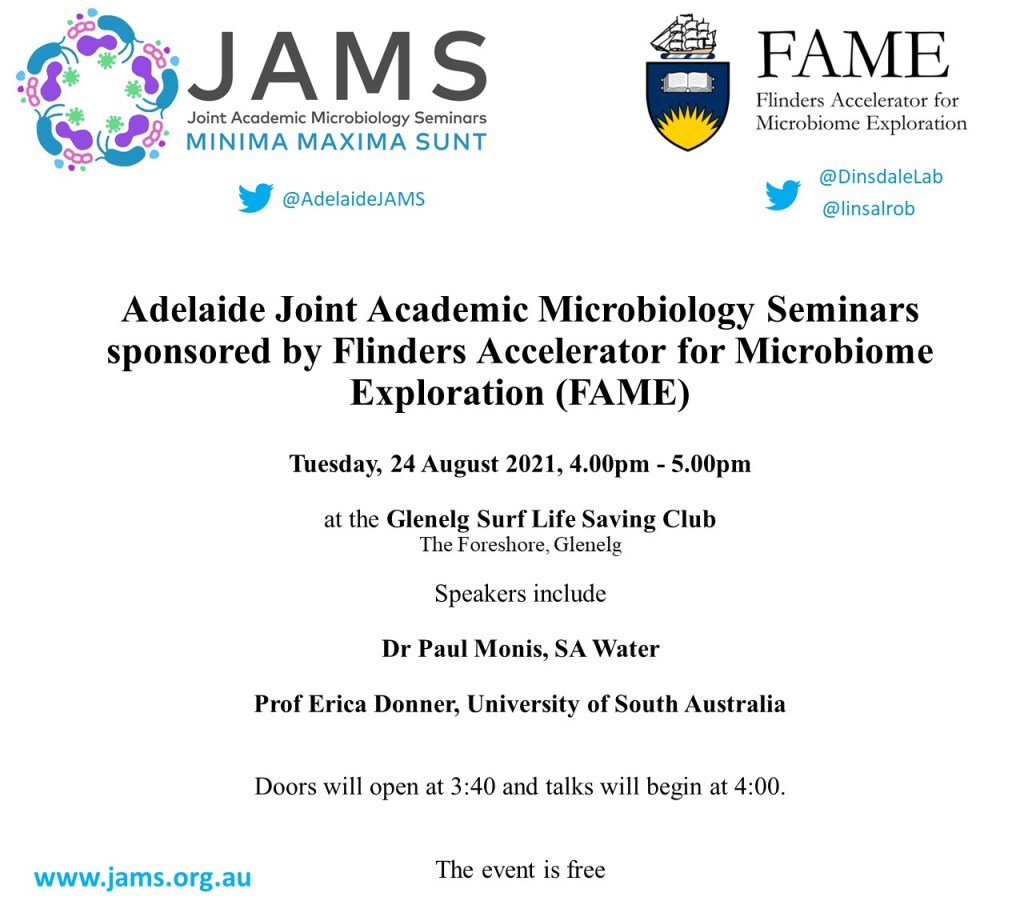 JAMS
Joint Academic Microbiology Seminars
MINIMA MAXIMA SUNT
@AdelaideJAMS
FAME
Flinders Accelerator for
Microbiome Exploration
@DinsdaleLab
@linsalrob
Adelaide Joint Academic Microbiology Seminars
sponsored by Flinders Accelerator for Microbiome
Exploration (FAME)
Tuesday, 24 August 2021, 4.00pm - 5.00pm
at the Glenelg Surf Life Saving Club
The Foreshore, Glenelg
Speakers include
Dr Paul Monis, SA Water
Prof Erica Donner, University of South Australia
Doors will open at 3:40 and talks will begin at 4:00.
The event is free
www.jams.org.au